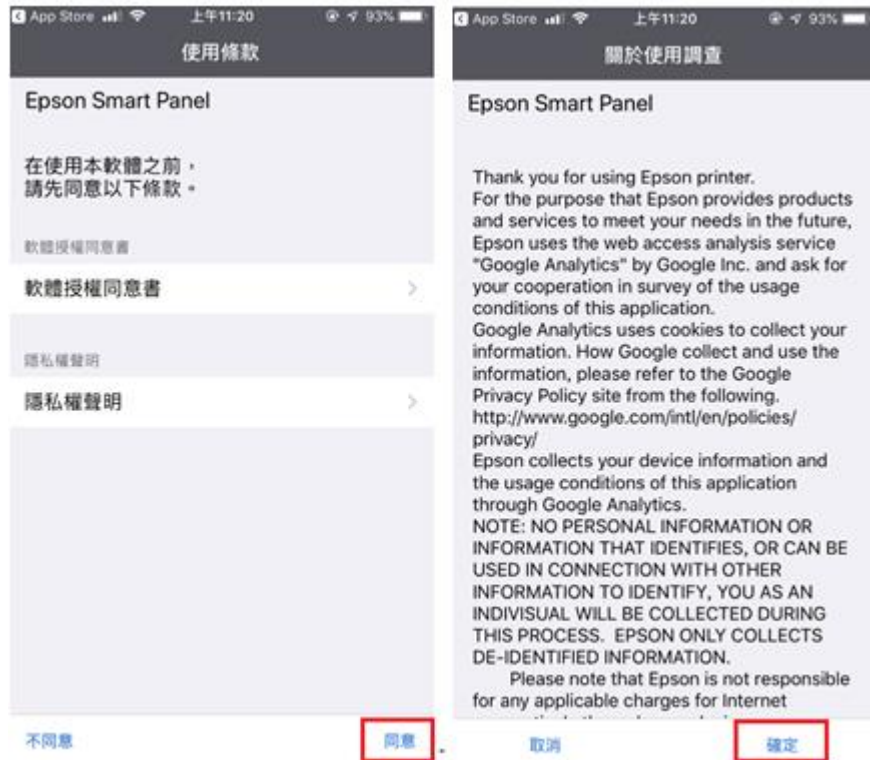 App Store
上午11:20
93%
使用條款
Epson Smart Panel
在使用本軟體之前，
請先同意以下條款。
軟體授權同意書
軟體授權同意書
隱私權聲明
隱私權聲明
不同意
同意
App Store
上午11:20
93%
關於使用調查
Epson Smart Panel
Thank you for using Epson printer.
For the purpose that Epson provides products
and services to meet your needs in the future,
Epson uses the web access analysis service
"Google Analytics" by Google Inc. and ask for
your cooperation in survey of the usage
conditions of this application.
Google Analytics uses cookies to collect your
information. How Google collect and use the
information, please refer to the Google
Privacy Policy site from the following.
http://www.google.com/intl/en/policies/
privacy/
Epson collects your device information and
the usage conditions of this application
through Google Analytics.
NOTE: NO PERSONAL INFORMATION OR
INFORMATION THAT IDENTIFIES, OR CAN BE
USED IN CONNECTION WITH OTHER
INFORMATION TO IDENTIFY, YOU AS AN
INDIVISUAL WILL BE COLLECTED DURING
THIS PROCESS.  EPSON ONLY COLLECTS
DE-IDENTIFIED INFORMATION.
Please note that Epson is not responsible
for any applicable charges for Internet
取消
確定